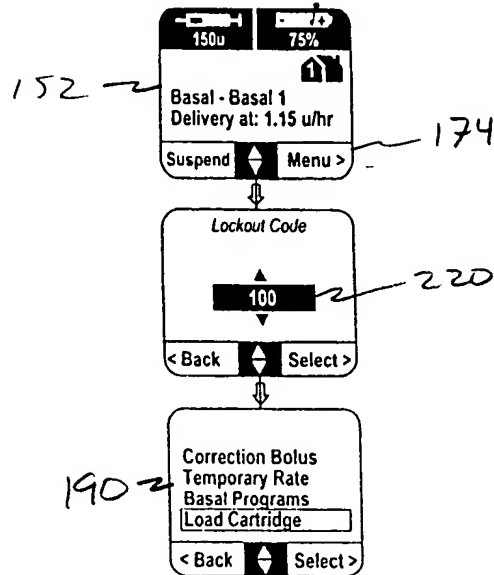 150u 75%
1
152
Basal - Basal 1
Delivery at: 1.15 u/hr
174
Suspend Menu >
Lockout Code
100
220
< Back Select >
190
Correction Bolus
Temporary Rate
Basal Programs
Load Cartridge
< Back Select >